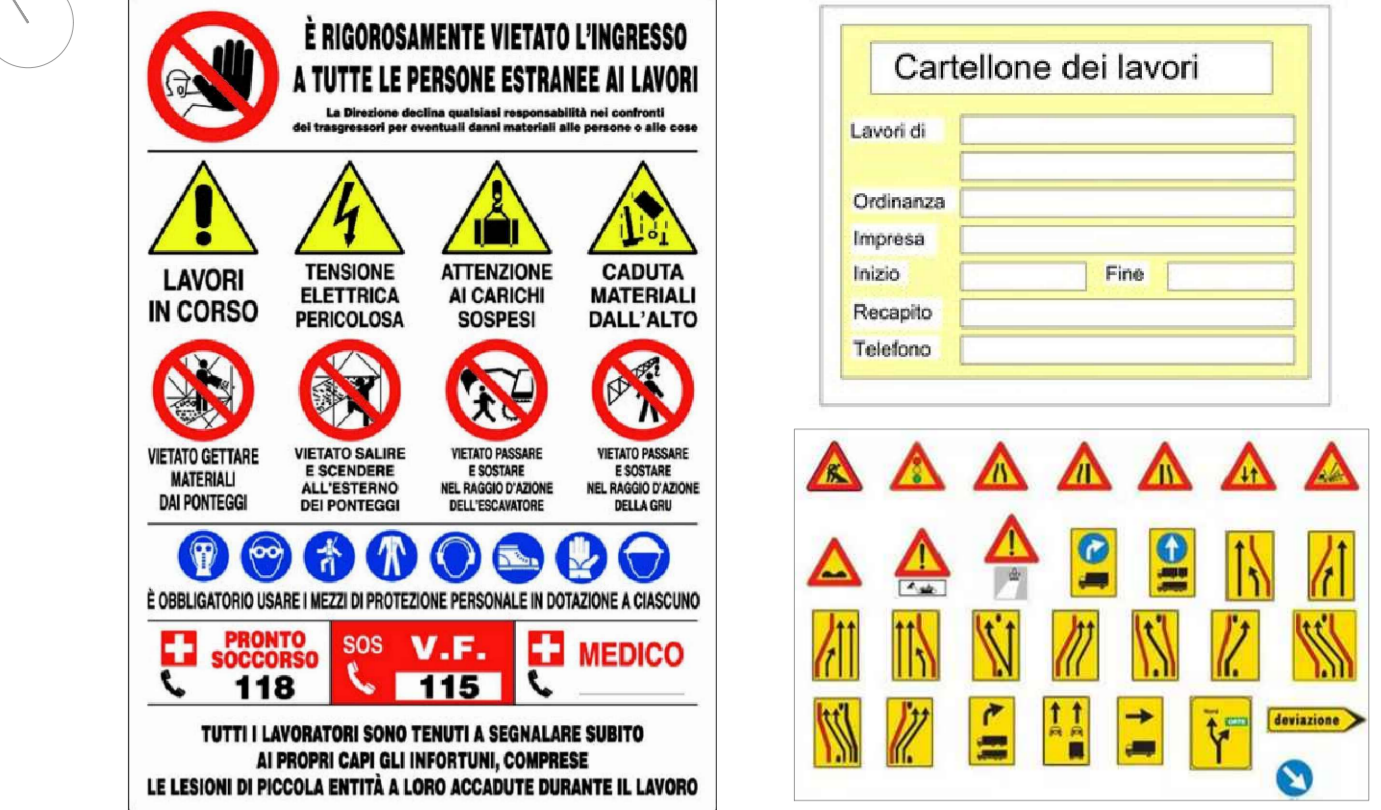 È RIGOROSAMENTE VIETATO L'INGRESSO
A TUTTE LE PERSONE ESTRANEE AI LAVORI
La Direzione declina qualsiasi responsabilità nei confronti
dei trasgressori per eventuali danni materiali alle persone o alle cose
LAVORI
IN CORSO
TENSIONE
ELETTRICA
PERICOLOSA
ATTENZIONE
AI CARICHI
SOSPESI
CADUTA
MATERIALI
DALL'ALTO
VIETATO GETTARE
MATERIALI
DAI PONTEGGI
VIETATO SALIRE
E SCENDERE
ALL'ESTERNO
DEI PONTEGGI
VIETATO PASSARE
E SOSTARE
NEL RAGGIO D'AZIONE
DELL'ESCAVATORE
VIETATO PASSARE
E SOSTARE
NEL RAGGIO D'AZIONE
DELLA GRU
È OBBLIGATORIO USARE I MEZZI DI PROTEZIONE PERSONALE IN DOTAZIONE A CIASCUNO
PRONTO
SOCCORSO
118
SOS
V.F.
115
MEDICO
TUTTI I LAVORATORI SONO TENUTI A SEGNALARE SUBITO
AI PROPRI CAPI GLI INFORTUNI, COMPRESE
LE LESIONI DI PICCOLA ENTITÀ A LORO ACCADUTE DURANTE IL LAVORO
Cartellone dei lavori
Lavori di
Ordinanza
Impresa
Inizio
Fine
Recapito
Telefono
Nord
deviazione